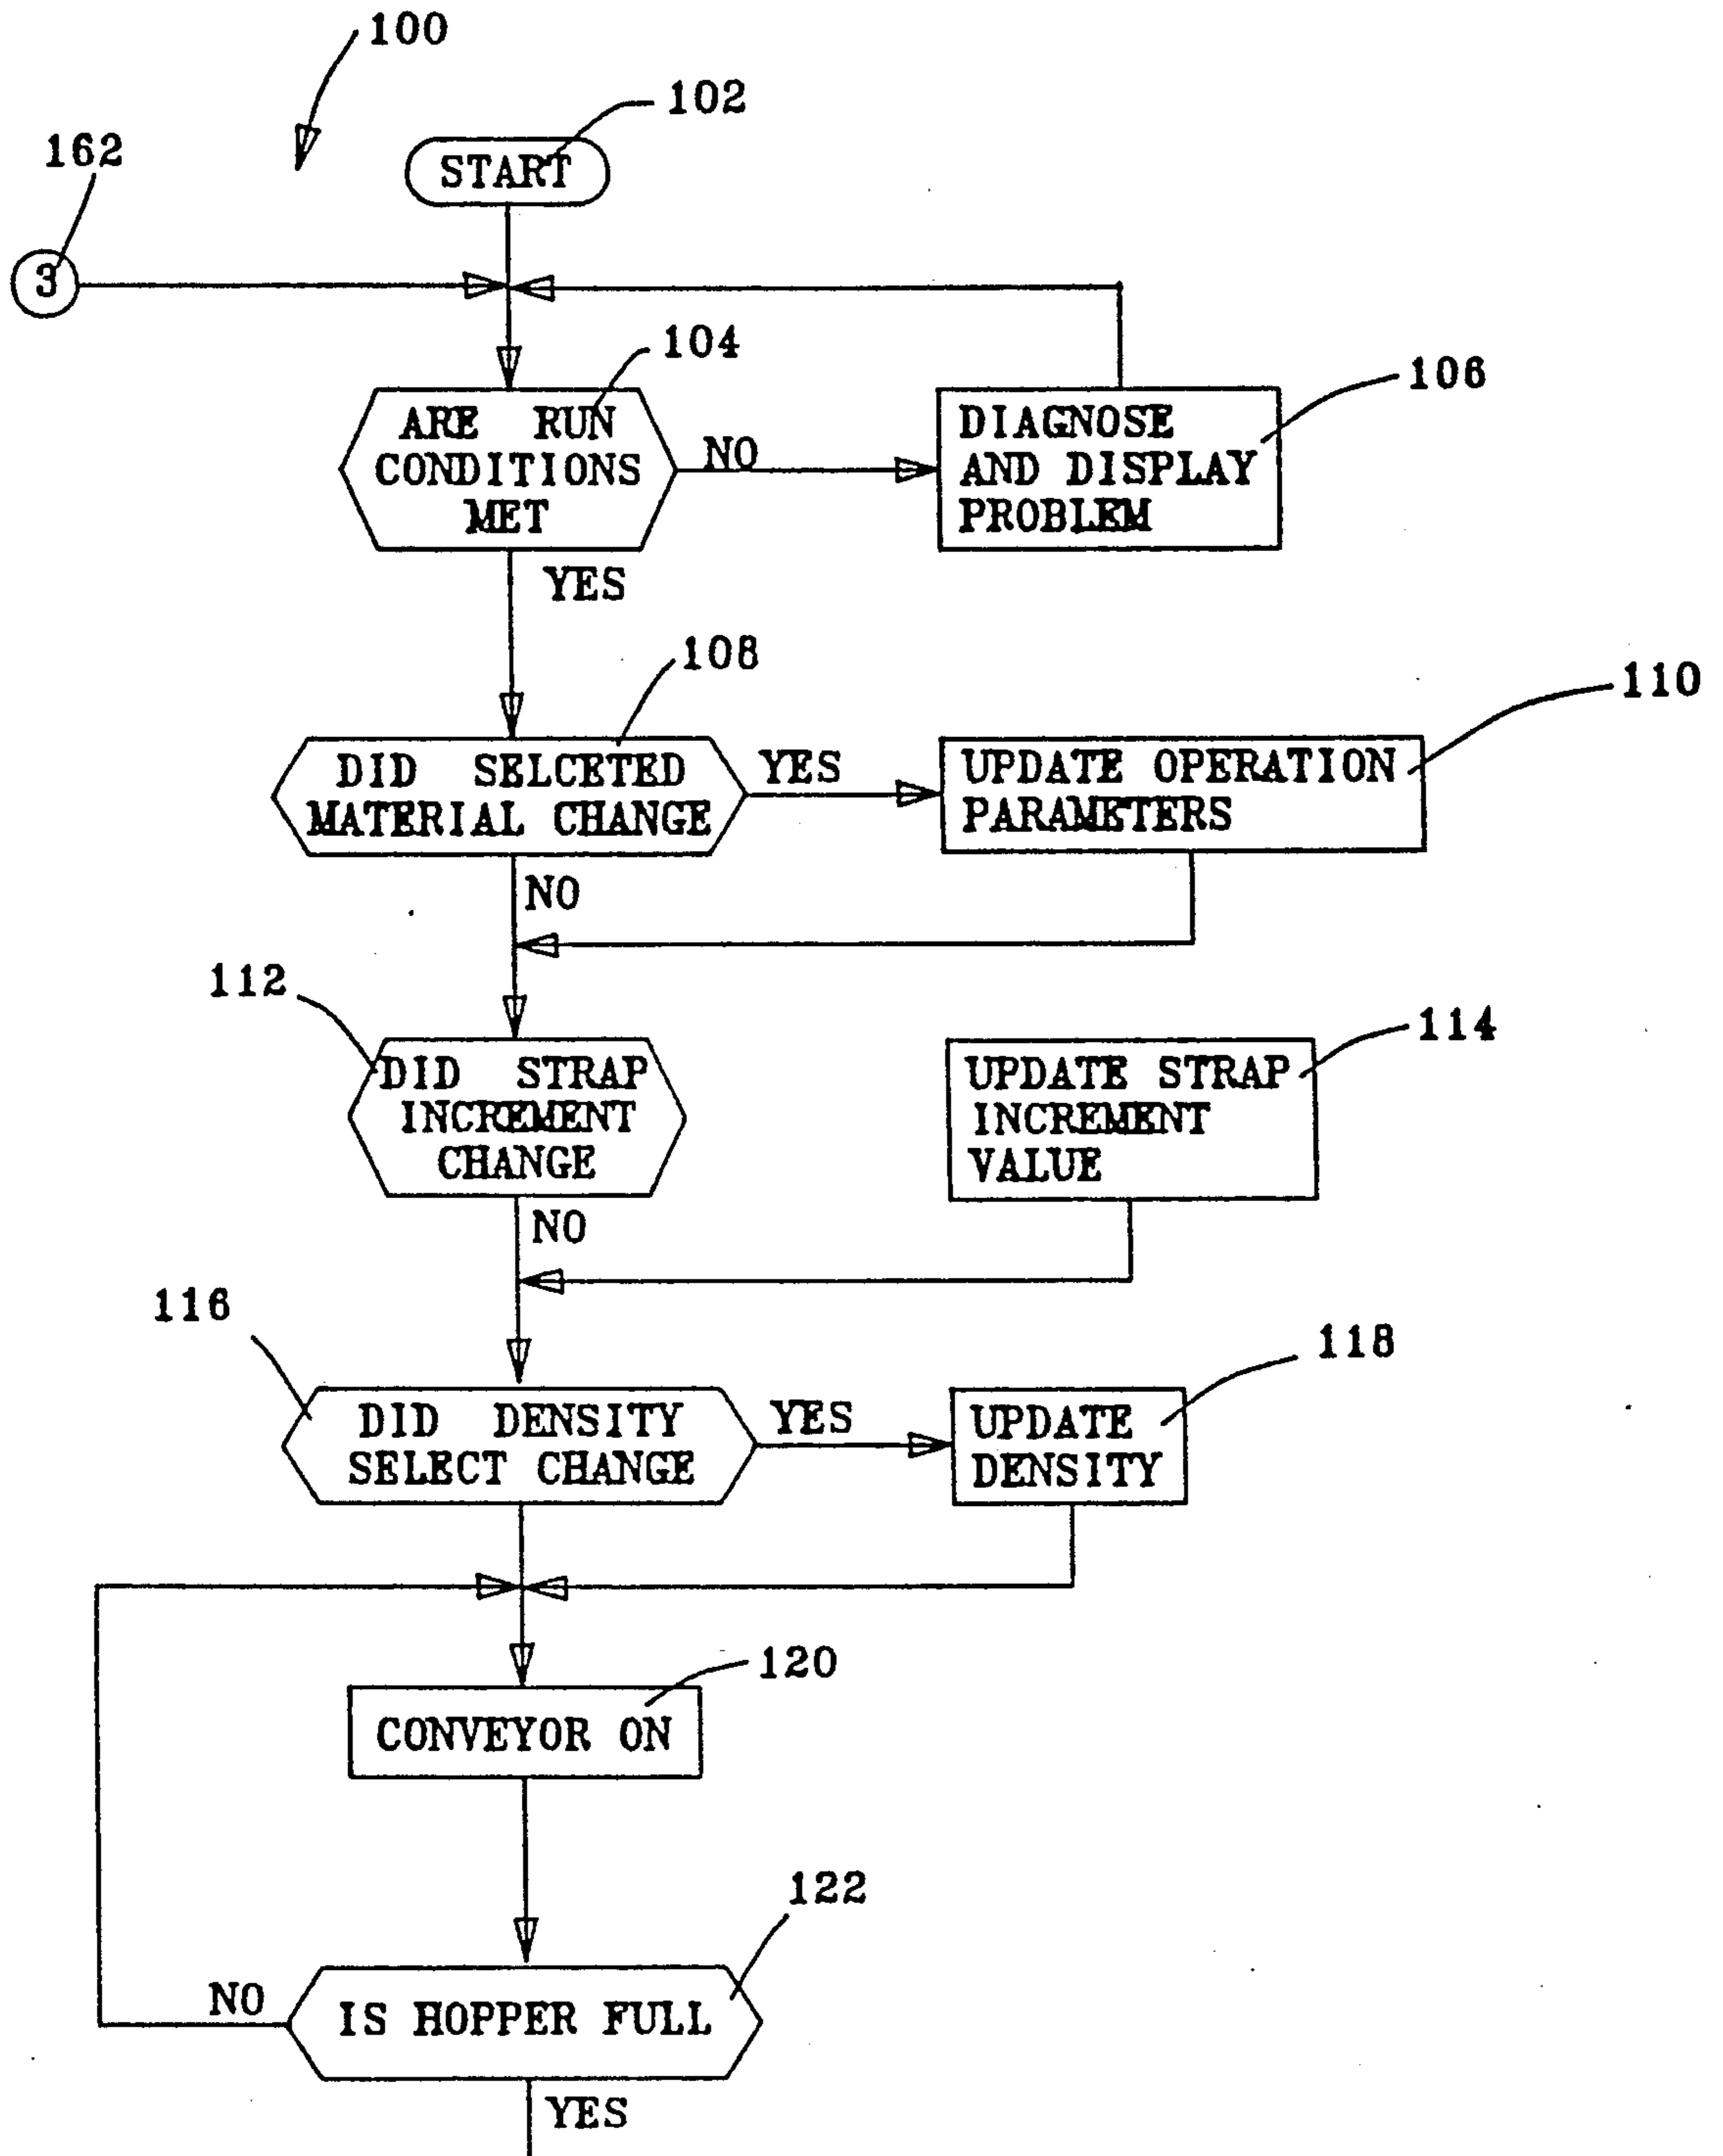 100
102
START
162
3
104
ARE RUN
CONDITIONS
MET
NO
106
DIAGNOSE
AND DISPLAY
PROBLEM
YES
108
DID SELCETED
MATERIAL CHANGE
YES
110
UPDATE OPERATION
PARAMETERS
NO
112
DID STRAP
INCREMENT
CHANGE
114
UPDATE STRAP
INCREMENT
VALUE
NO
116
DID DENSITY
SELECT CHANGE
YES
118
UPDATE
DENSITY
120
CONVEYOR ON
122
NO
IS HOPPER FULL
YES